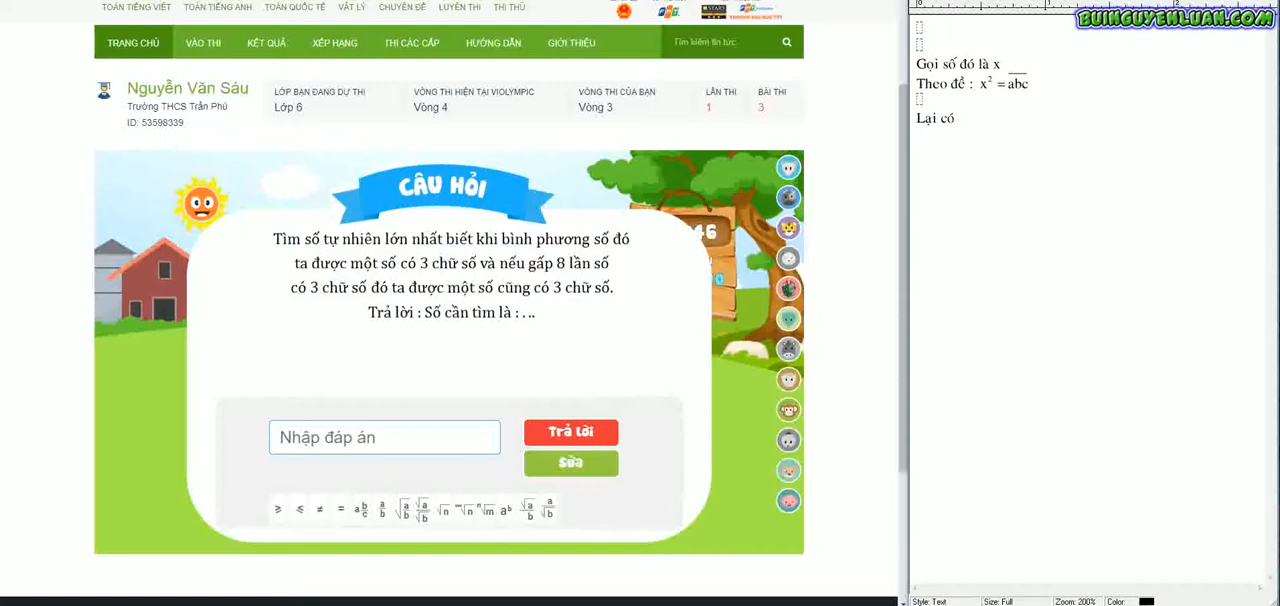 TOÁN TIẾNG VIỆT TOÁN TIẾNG ANH TOÁN QUỐC TẾ VẬT LÝ CHUYÊN ĐỀ LUYỆN THI THI THỬ
TRANG CHỦ VÀO THI KẾT QUẢ XẾP HẠNG THI CÁC CẤP HƯỚNG DẪN GIỚI THIỆU Tìm kiếm tin tức
Nguyễn Văn Sáu
Trường THCS Trần Phú
ID: 53598339
LỚP BẠN ĐANG DỰ THI
Lớp 6
VÒNG THI HIỆN TẠI VIOLYMPIC
Vòng 4
VÒNG THI CỦA BẠN
Vòng 3
LẦN THI
1
BÀI THI
3
CÂU HỎI
46
Tìm số tự nhiên lớn nhất biết khi bình phương số đó
ta được một số có 3 chữ số và nếu gấp 8 lần số
có 3 chữ số đó ta được một số cũng có 3 chữ số.
Trả lời : Số cần tìm là : . ..
Nhập đáp án
Trả lời
Sửa
≥ ≤ ≠ = a b/c a/b √(a/b) √a/√b √n ᵐ√n ⁿ√m aᵇ √a/b a/√b
BUINGUYENLUAN.COM
Gọi số đó là x
Theo đề : x² = a̅b̅c̅
Lại có
Style: Text Size: Full Zoom: 200% Color: